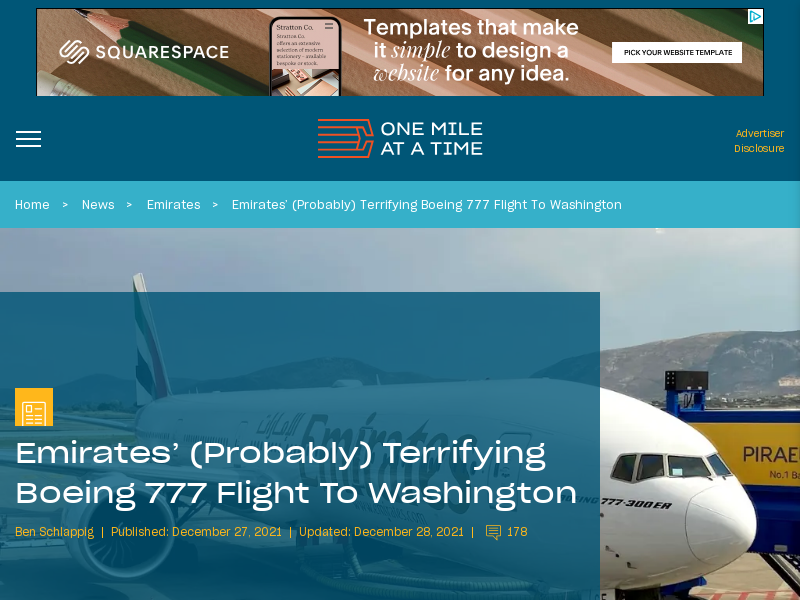 SQUARESPACE
Stratton Co.
Stratton Co.
offers an extensive
selection of modern
stationery - available
bespoke or stock.
Templates that make
it simple to design a
website for any idea.
PICK YOUR WEBSITE TEMPLATE
ONE MILE
AT A TIME
Advertiser
Disclosure
Home > News > Emirates > Emirates' (Probably) Terrifying Boeing 777 Flight To Washington
Emirates
BOEING 777-300ER
PIRAE
No.1 Ba
Emirates' (Probably) Terrifying
Boeing 777 Flight To Washington
Ben Schlappig | Published: December 27, 2021 | Updated: December 28, 2021 | 178